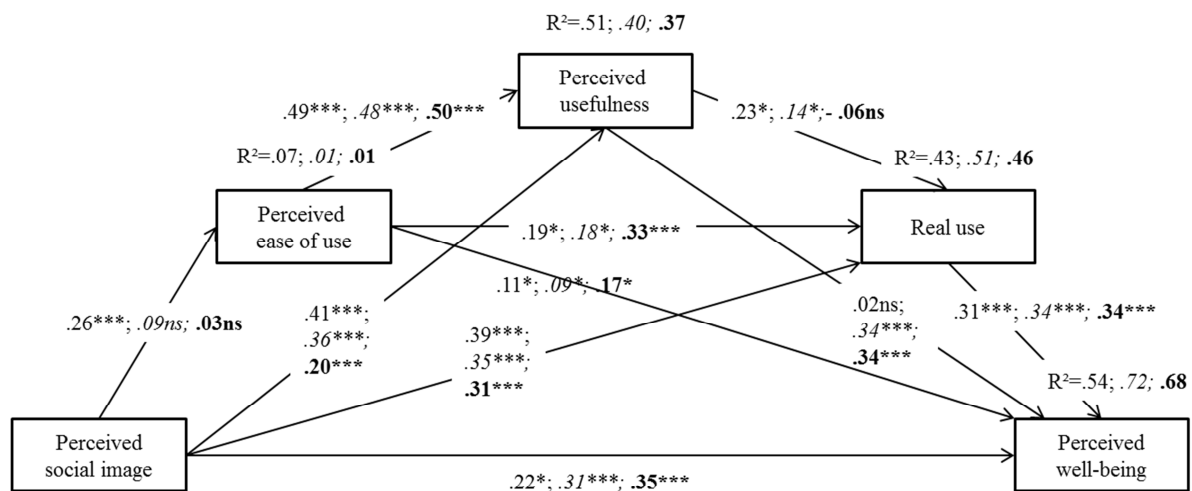 R²=.51; .40; .37
Perceived
usefulness
.49***; .48***; .50***
.23*; .14*;- .06ns
R²=.07; .01; .01
R²=.43; .51; .46
Perceived
ease of use
.19*; .18*; .33***
Real use
.11*; .09*; .17*
.26***; .09ns; .03ns
.41***;
.36***;
.20***
.39***;
.35***;
.31***
.02ns;
.34***;
.34***
.31***; .34***; .34***
R²=.54; .72; .68
Perceived
social image
Perceived
well-being
.22*; .31***; .35***